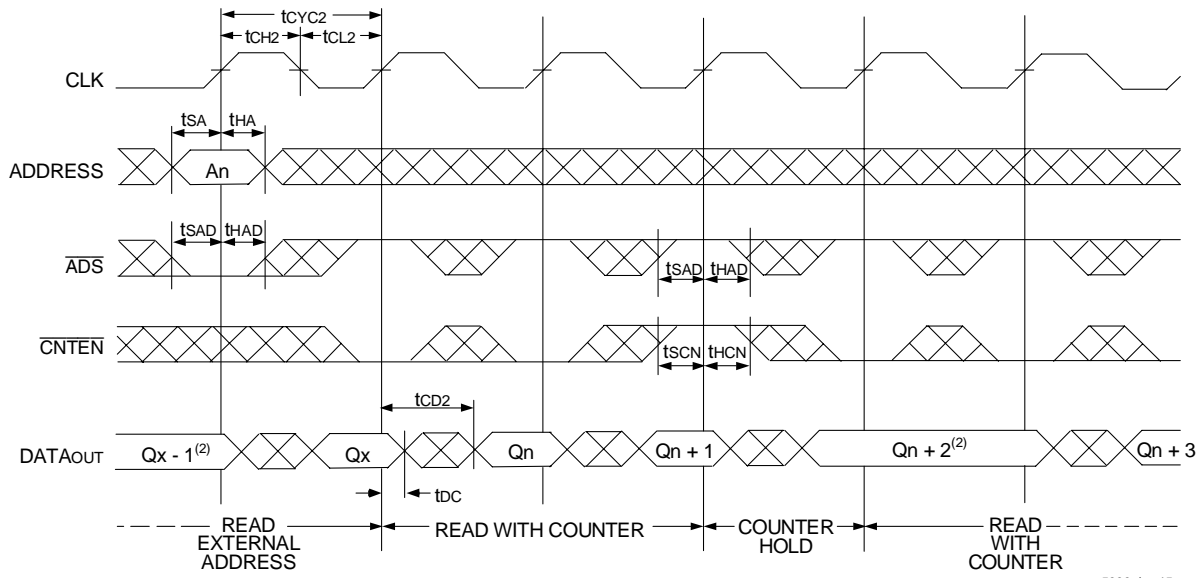 tCYC2
tCH2 tCL2
CLK
tSA tHA
ADDRESS An
tSAD tHAD
ADS tSAD tHAD
CNTEN
tSCN tHCN
tCD2
DATAOUT Qx - 1(2) Qx Qn Qn + 1 Qn + 2(2) Qn + 3
tDC
READ EXTERNAL ADDRESS
READ WITH COUNTER
COUNTER HOLD
READ WITH COUNTER